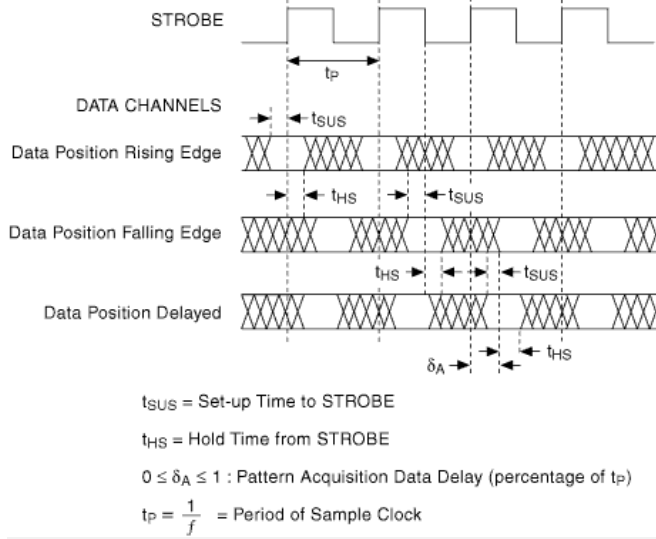 STROBE
tP
DATA CHANNELS
tSUS
Data Position Rising Edge
tHS
tSUS
Data Position Falling Edge
tHS
tSUS
Data Position Delayed
tHS
δA
tSUS = Set-up Time to STROBE
tHS = Hold Time from STROBE
0 ≤ δA ≤ 1 : Pattern Acquisition Data Delay (percentage of tP)
tP = 1/f = Period of Sample Clock